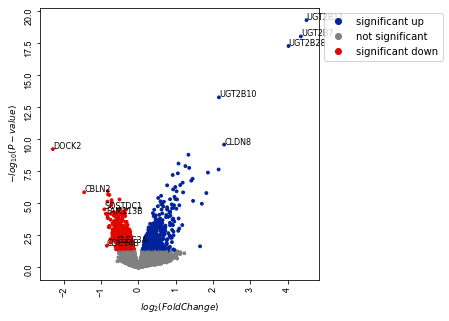 significant up
not significant
significant down
UGT2B7
UGT2B28
UGT2B10
CLDN8
DOCK2
CBLN2
SOSTDC1
FAM113B
−log10(P − value)
20.0
17.5
15.0
12.5
10.0
7.5
5.0
2.5
0.0
−2
−1
0
1
2
3
4
log2(FoldChange)